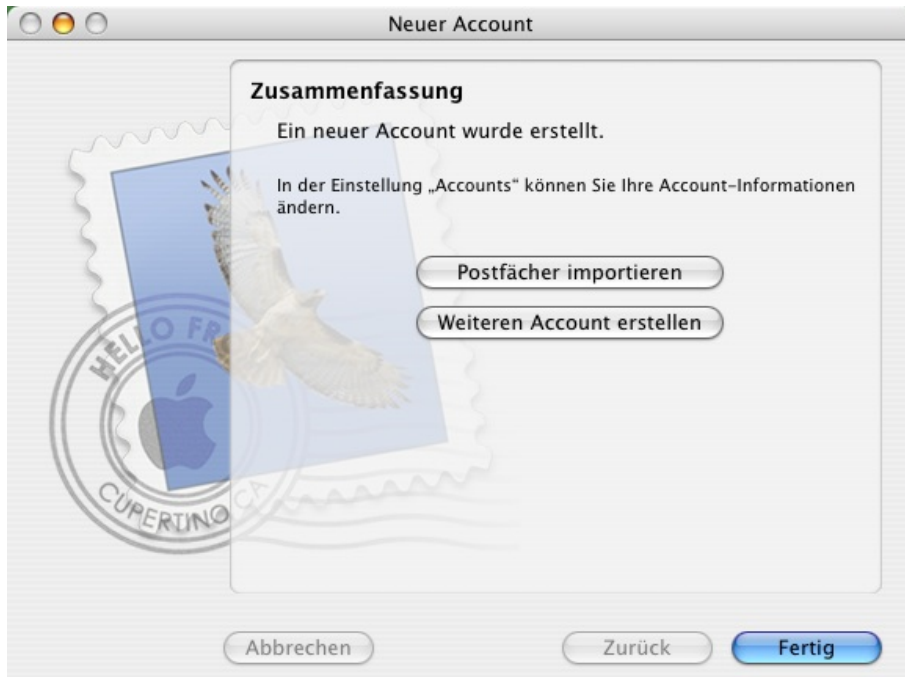 Neuer Account
Zusammenfassung
Ein neuer Account wurde erstellt.
In der Einstellung „Accounts“ können Sie Ihre Account-Informationen
ändern.
Postfächer importieren
Weiteren Account erstellen
HELLO FR
CUPERTINO CA
Abbrechen
Zurück
Fertig